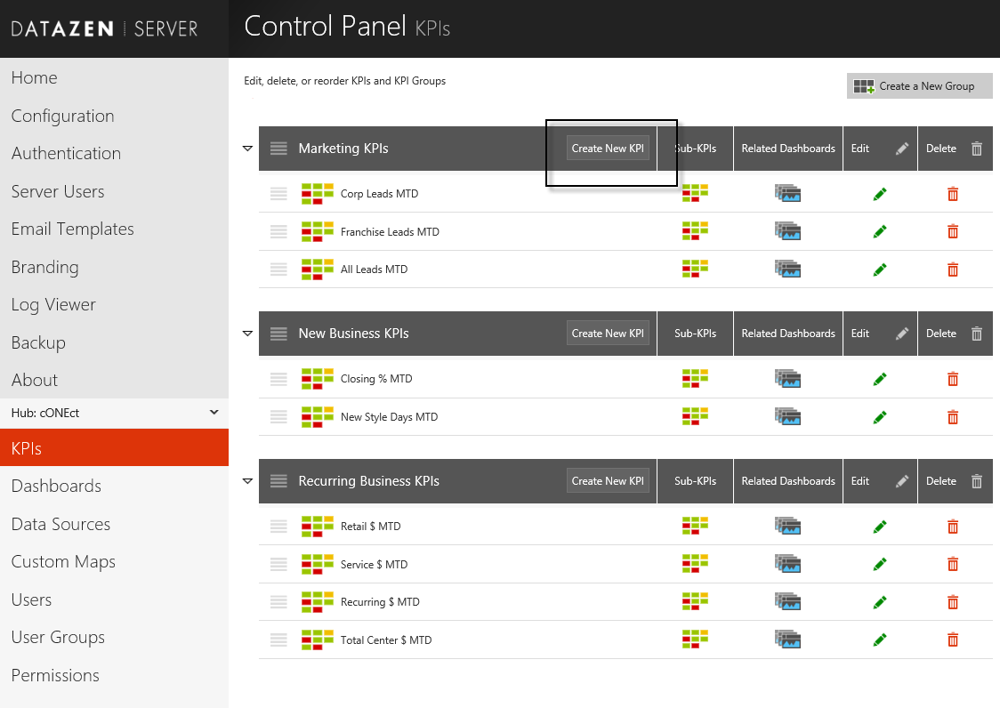 DATAZEN | SERVER
Control Panel KPIs
Home
Configuration
Authentication
Server Users
Email Templates
Branding
Log Viewer
Backup
About
Hub: cONEct
KPIs
Dashboards
Data Sources
Custom Maps
Users
User Groups
Permissions
Edit, delete, or reorder KPIs and KPI Groups
Create a New Group
Marketing KPIs Create New KPI Sub-KPIs Related Dashboards Edit Delete
Corp Leads MTD
Franchise Leads MTD
All Leads MTD
New Business KPIs Create New KPI Sub-KPIs Related Dashboards Edit Delete
Closing % MTD
New Style Days MTD
Recurring Business KPIs Create New KPI Sub-KPIs Related Dashboards Edit Delete
Retail $ MTD
Service $ MTD
Recurring $ MTD
Total Center $ MTD